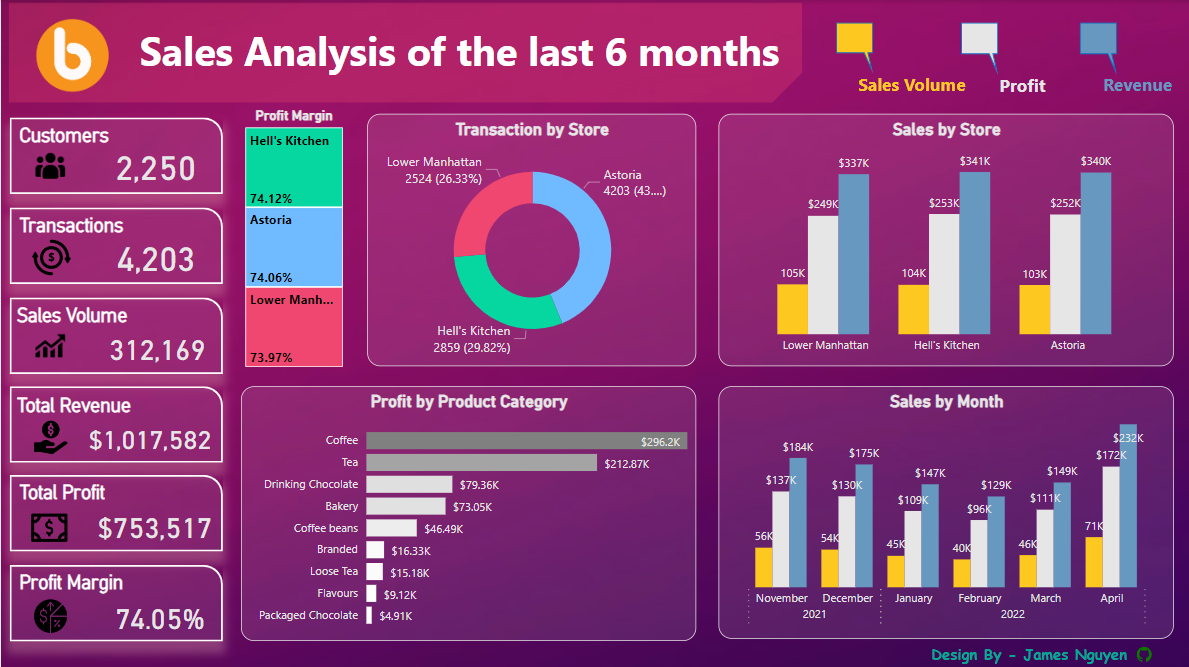 b
Sales Analysis of the last 6 months
Sales Volume
Profit
Revenue
Customers
2,250
Transactions
4,203
Sales Volume
312,169
Total Revenue
$1,017,582
Total Profit
$753,517
Profit Margin
74.05%
Profit Margin
Hell's Kitchen
74.12%
Astoria
74.06%
Lower Manh...
73.97%
Transaction by Store
Lower Manhattan
2524 (26.33%)
Astoria
4203 (43....)
Hell's Kitchen
2859 (29.82%)
Sales by Store
105K
$249K
$337K
104K
$253K
$341K
103K
$252K
$340K
Lower Manhattan
Hell's Kitchen
Astoria
Profit by Product Category
Coffee
$296.2K
Tea
$212.87K
Drinking Chocolate
$79.36K
Bakery
$73.05K
Coffee beans
$46.49K
Branded
$16.33K
Loose Tea
$15.18K
Flavours
$9.12K
Packaged Chocolate
$4.91K
Sales by Month
56K
$137K
$184K
54K
$130K
$175K
45K
$109K
$147K
40K
$96K
$129K
46K
$111K
$149K
71K
$172K
$232K
November
December
January
February
March
April
2021
2022
Design By - James Nguyen